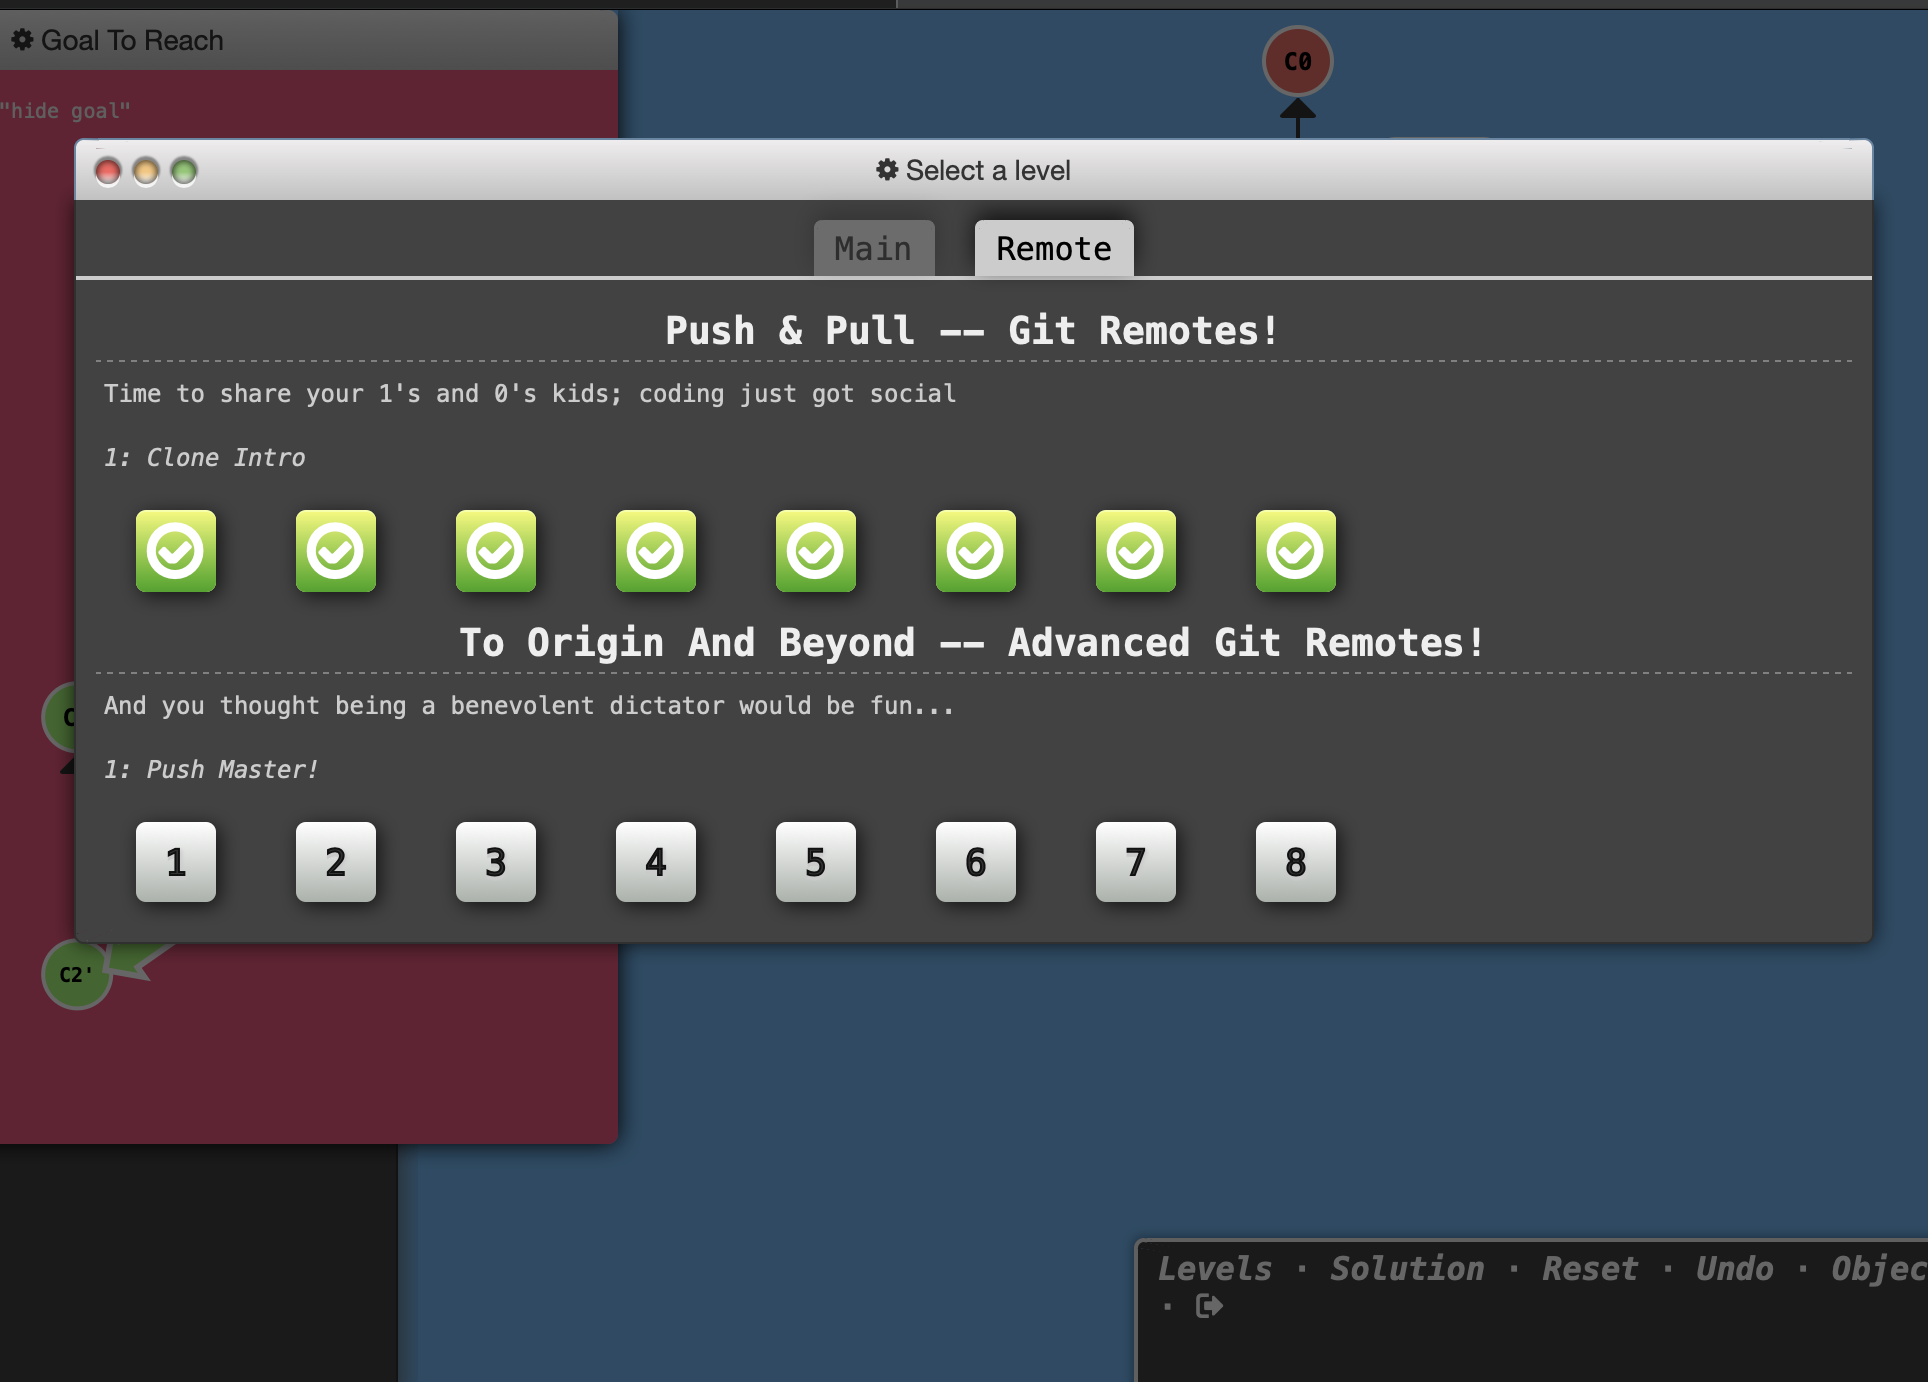 Goal To Reach
"hide goal"
C0
Select a level
Main
Remote
Push & Pull -- Git Remotes!
Time to share your 1's and 0's kids; coding just got social
1: Clone Intro
To Origin And Beyond -- Advanced Git Remotes!
And you thought being a benevolent dictator would be fun...
1: Push Master!
1 2 3 4 5 6 7 8
C2'
Levels · Solution · Reset · Undo · Objec
·